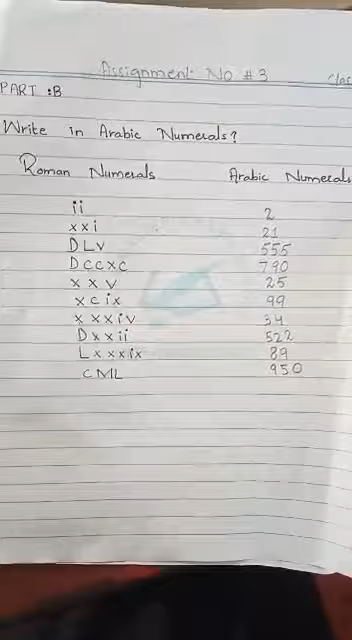 Assignment No #3 Clas
PART :B
Write in Arabic Numerals?
Roman Numerals Arabic Numerals
ii 2
xxi 21
DLV 555
Dccxc 790
xxv 25
xcix 99
xxxiv 34
Dxxii 522
Lxxxix 89
CML 950